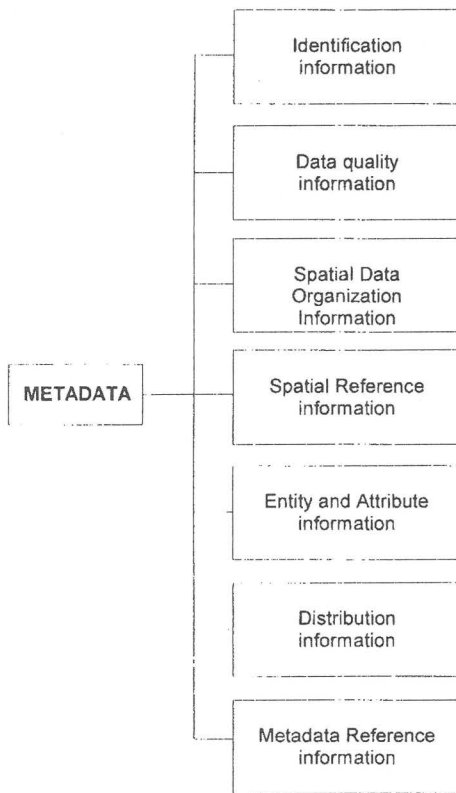 Identification
information
Data quality
information
Spatial Data
Organization
Information
METADATA
Spatial Reference
information
Entity and Attribute
information
Distribution
information
Metadata Reference
information